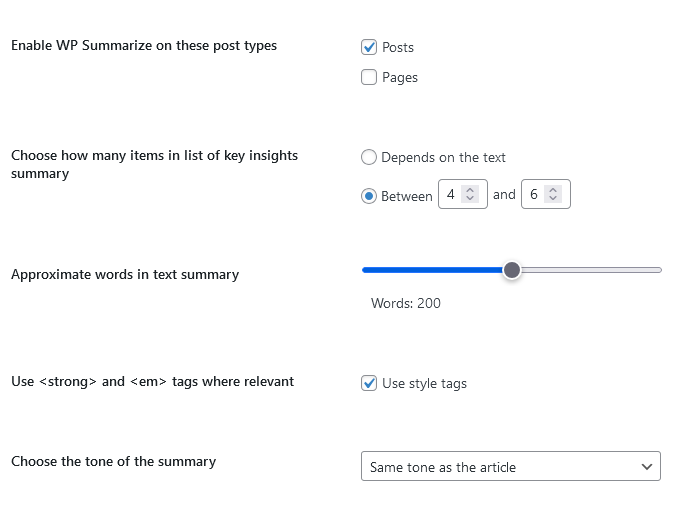 Enable WP Summarize on these post types
Posts
Pages
Choose how many items in list of key insights
summary
Depends on the text
Between 4 and 6
Approximate words in text summary
Words: 200
Use <strong> and <em> tags where relevant
Use style tags
Choose the tone of the summary
Same tone as the article